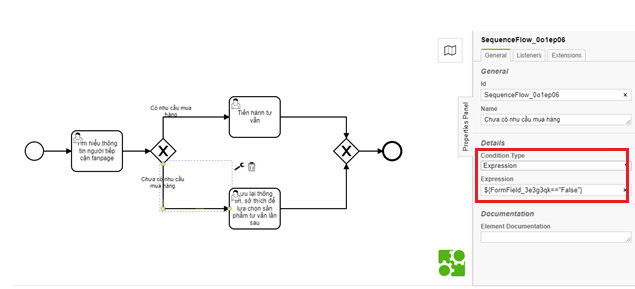 SequenceFlow_0o1ep06
General
Listeners
Extensions
General
Id
SequenceFlow_0o1ep06
×
Name
Chưa có nhu cầu mua hàng
Details
Condition Type
Expression
Expression
${FormField_3e3g3qk=="False"}
×
Documentation
Element Documentation
Properties Panel
Có nhu cầu mua
hàng
Tiến hành tư
vấn
Tìm hiểu thông
tin người tiếp
cận fanpage
Chưa có nhu cầu
mua hàng
Lưu lại thông
tin, sở thích để
lựa chọn sản
phẩm tư vấn lần
sau